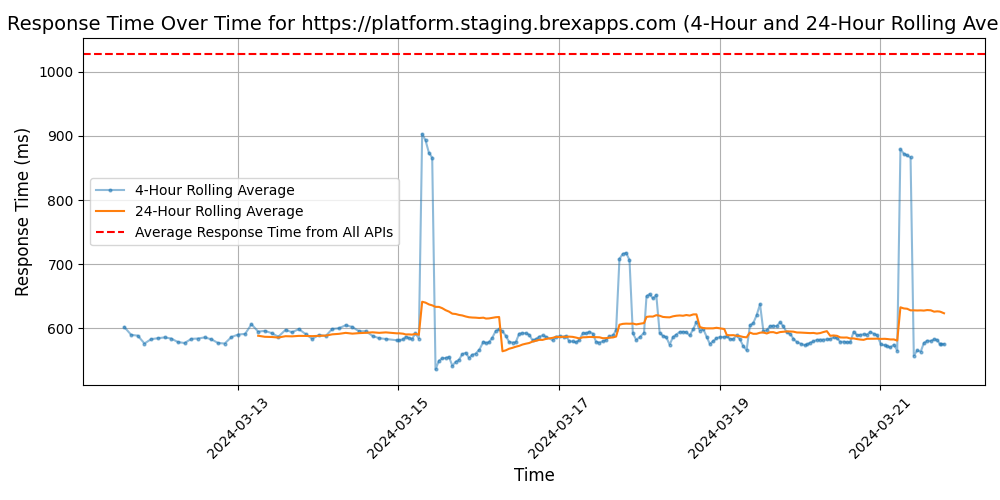 Response Time Over Time for https://platform.staging.brexapps.com (4-Hour and 24-Hour Rolling Ave
Response Time (ms)
1000
900
800
700
600
4-Hour Rolling Average
24-Hour Rolling Average
Average Response Time from All APIs
2024-03-13
2024-03-15
2024-03-17
2024-03-19
2024-03-21
Time